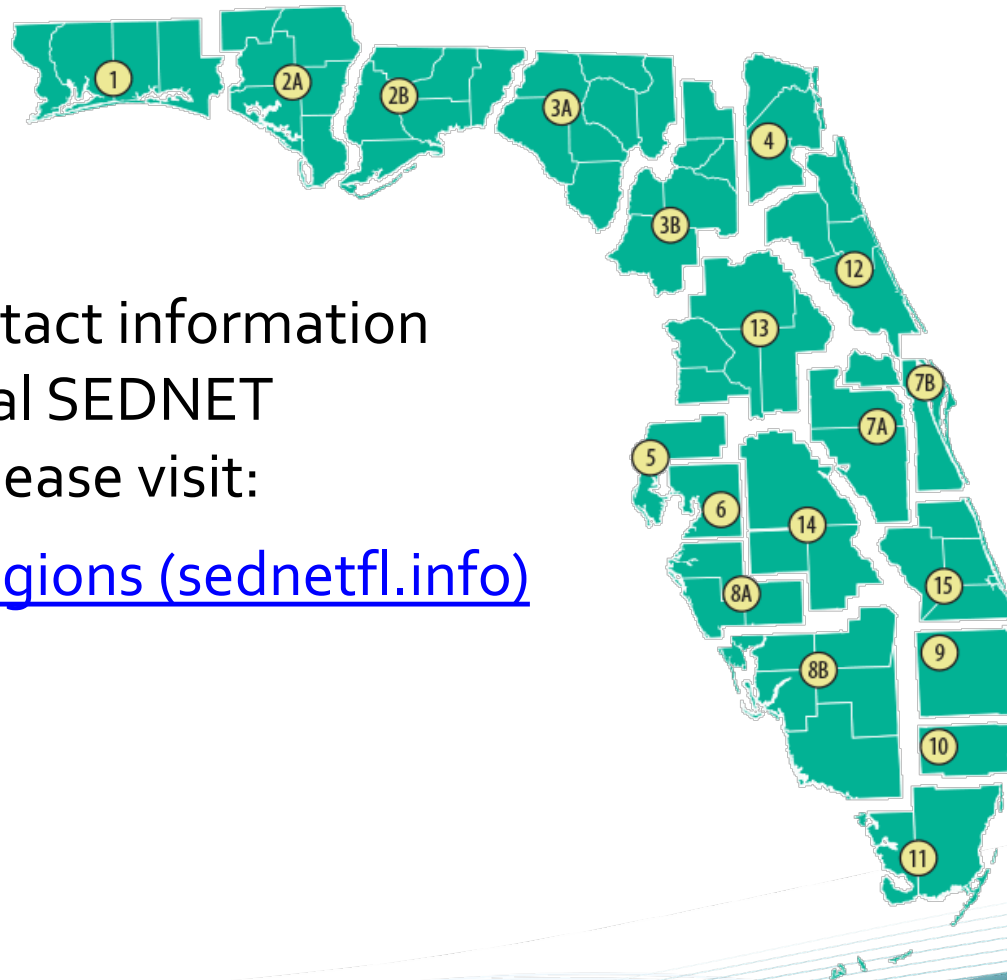 1
2A
2B
3A
4
3B
12
tact information
13
al SEDNET
7B
7A
ease visit:
5
6
14
gions (sednetfl.info)
15
8A
9
8B
10
11